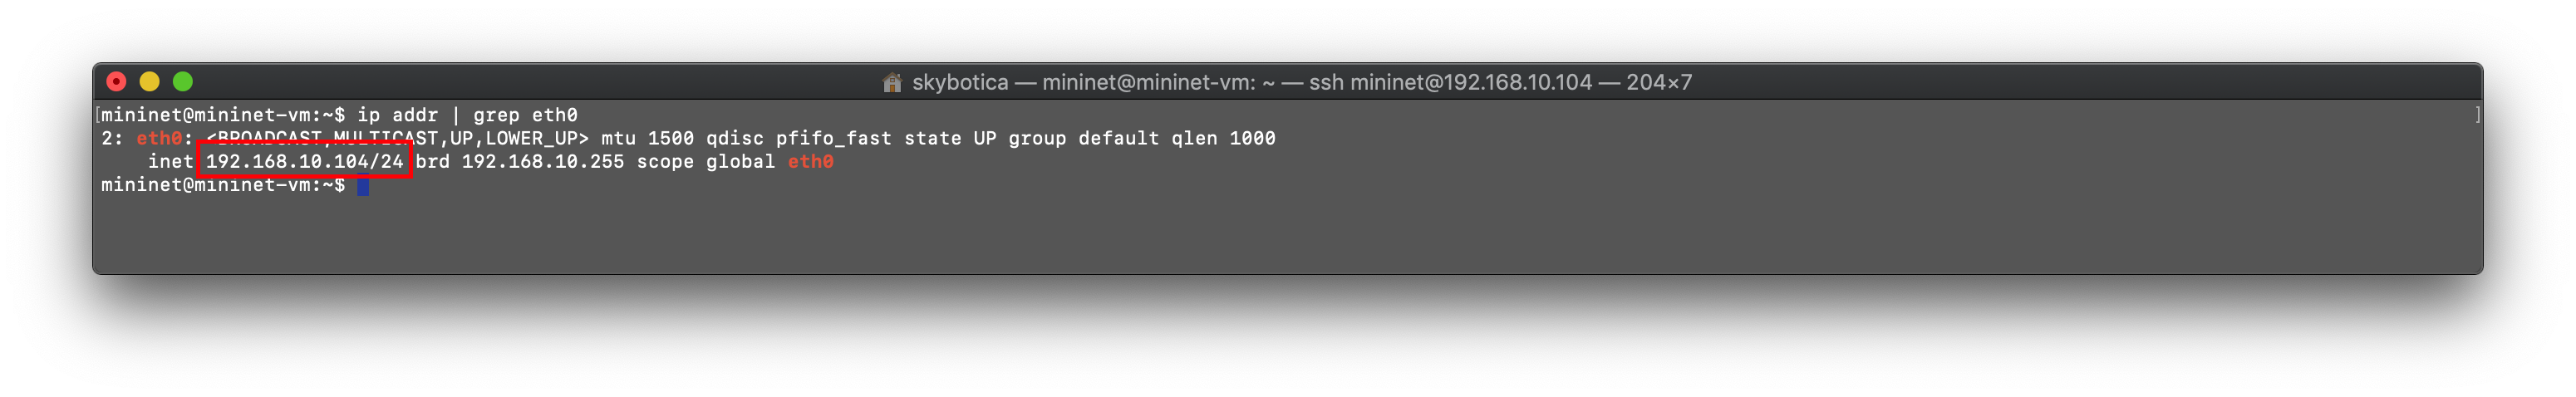 skybotica — mininet@mininet-vm: ~ — ssh mininet@192.168.10.104 — 204×7
[mininet@mininet-vm:~$ ip addr | grep eth0 ]
2: eth0: <BROADCAST,MULTICAST,UP,LOWER_UP> mtu 1500 qdisc pfifo_fast state UP group default qlen 1000
inet 192.168.10.104/24 brd 192.168.10.255 scope global eth0
mininet@mininet-vm:~$